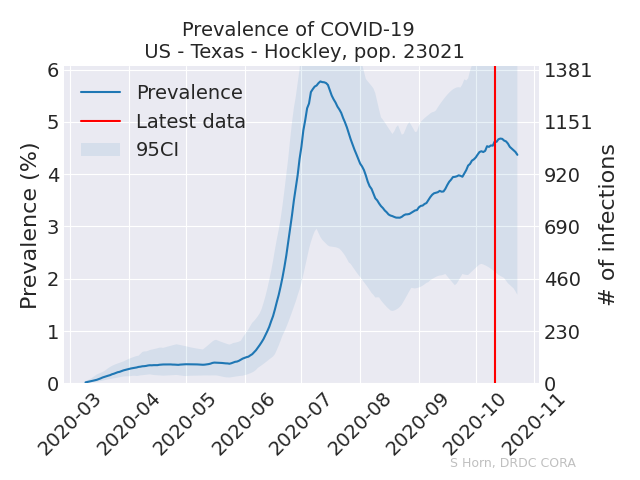 Prevalence of COVID-19
US - Texas - Hockley, pop. 23021
Prevalence
Latest data
95CI
Prevalence (%)
6
5
4
3
2
1
0
1381
1151
920
690
460
230
0
# of infections
2020-03
2020-04
2020-05
2020-06
2020-07
2020-08
2020-09
2020-10
2020-11
S Horn, DRDC CORA